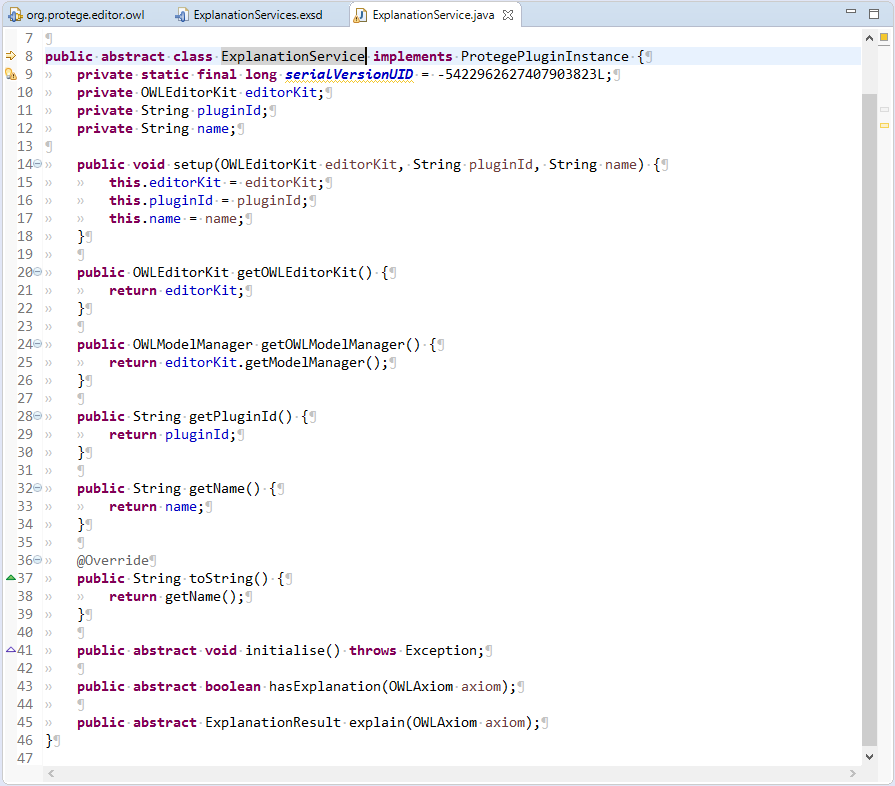 org.protege.editor.owl ExplanationServices.exsd ExplanationService.java
7
8 public abstract class ExplanationService implements ProtegePluginInstance {
9 private static final long serialVersionUID = -5422962627407903823L;
10 private OWLEditorKit editorKit;
11 private String pluginId;
12 private String name;
13
14 public void setup(OWLEditorKit editorKit, String pluginId, String name) {
15 this.editorKit = editorKit;
16 this.pluginId = pluginId;
17 this.name = name;
18 }
19
20 public OWLEditorKit getOWLEditorKit() {
21 return editorKit;
22 }
23
24 public OWLModelManager getOWLModelManager() {
25 return editorKit.getModelManager();
26 }
27
28 public String getPluginId() {
29 return pluginId;
30 }
31
32 public String getName() {
33 return name;
34 }
35
36 @Override
37 public String toString() {
38 return getName();
39 }
40
41 public abstract void initialise() throws Exception;
42
43 public abstract boolean hasExplanation(OWLAxiom axiom);
44
45 public abstract ExplanationResult explain(OWLAxiom axiom);
46 }
47